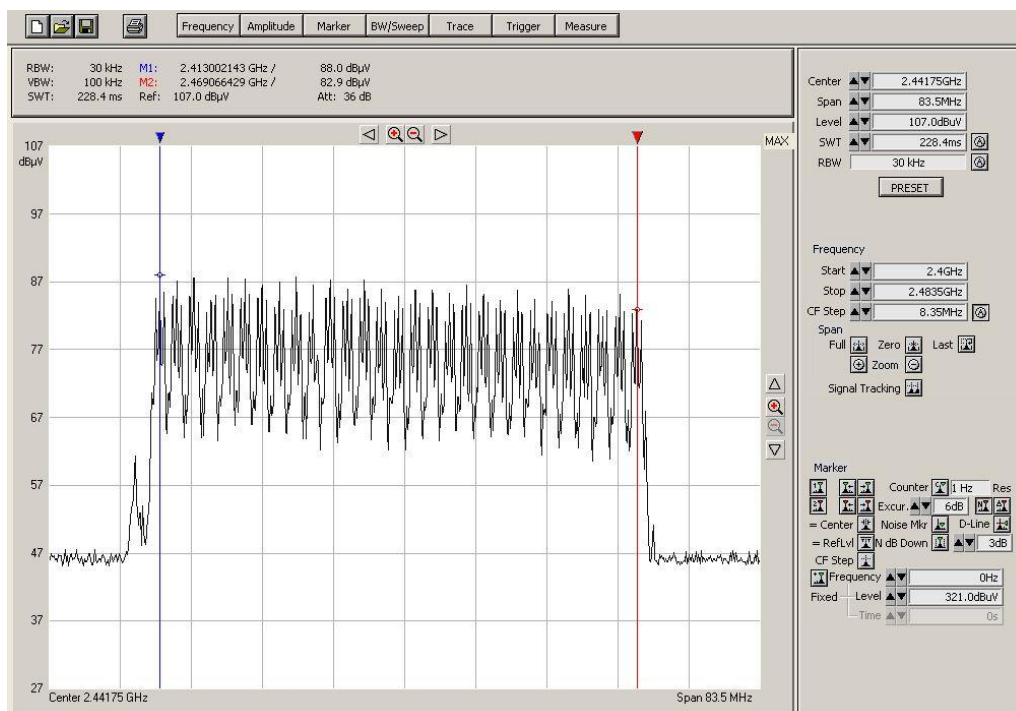 Frequency Amplitude Marker BW/Sweep Trace Trigger Measure
RBW: 30 kHz M1: 2.413002143 GHz / 88.0 dBµV
VBW: 100 kHz M2: 2.469066429 GHz / 82.9 dBµV
SWT: 228.4 ms Ref: 107.0 dBµV Att: 36 dB
MAX
107
dBµV
97
87
77
67
57
47
37
27
Center 2.44175 GHz Span 83.5 MHz
Center 2.44175GHz
Span 83.5MHz
Level 107.0dBuV
SWT 228.4ms
RBW 30 kHz
PRESET
Frequency
Start 2.4GHz
Stop 2.4835GHz
CF Step 8.35MHz
Span
Full Zero Last
Zoom
Signal Tracking
Marker
Counter 1 Hz Res
Excur. 6dB
= Center Noise Mkr D-Line
= RefLvl N dB Down 3dB
CF Step
Frequency 0Hz
Fixed Level 321.0dBuV
Time 0s